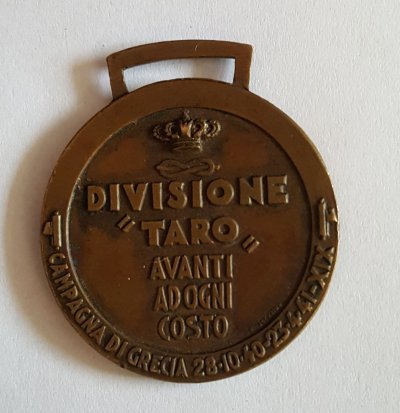 DIVISIONE
"TARO"
AVANTI
AD OGNI
COSTO
CAMPAGNA DI GRECIA 28-10-40-23-4-41-XIX